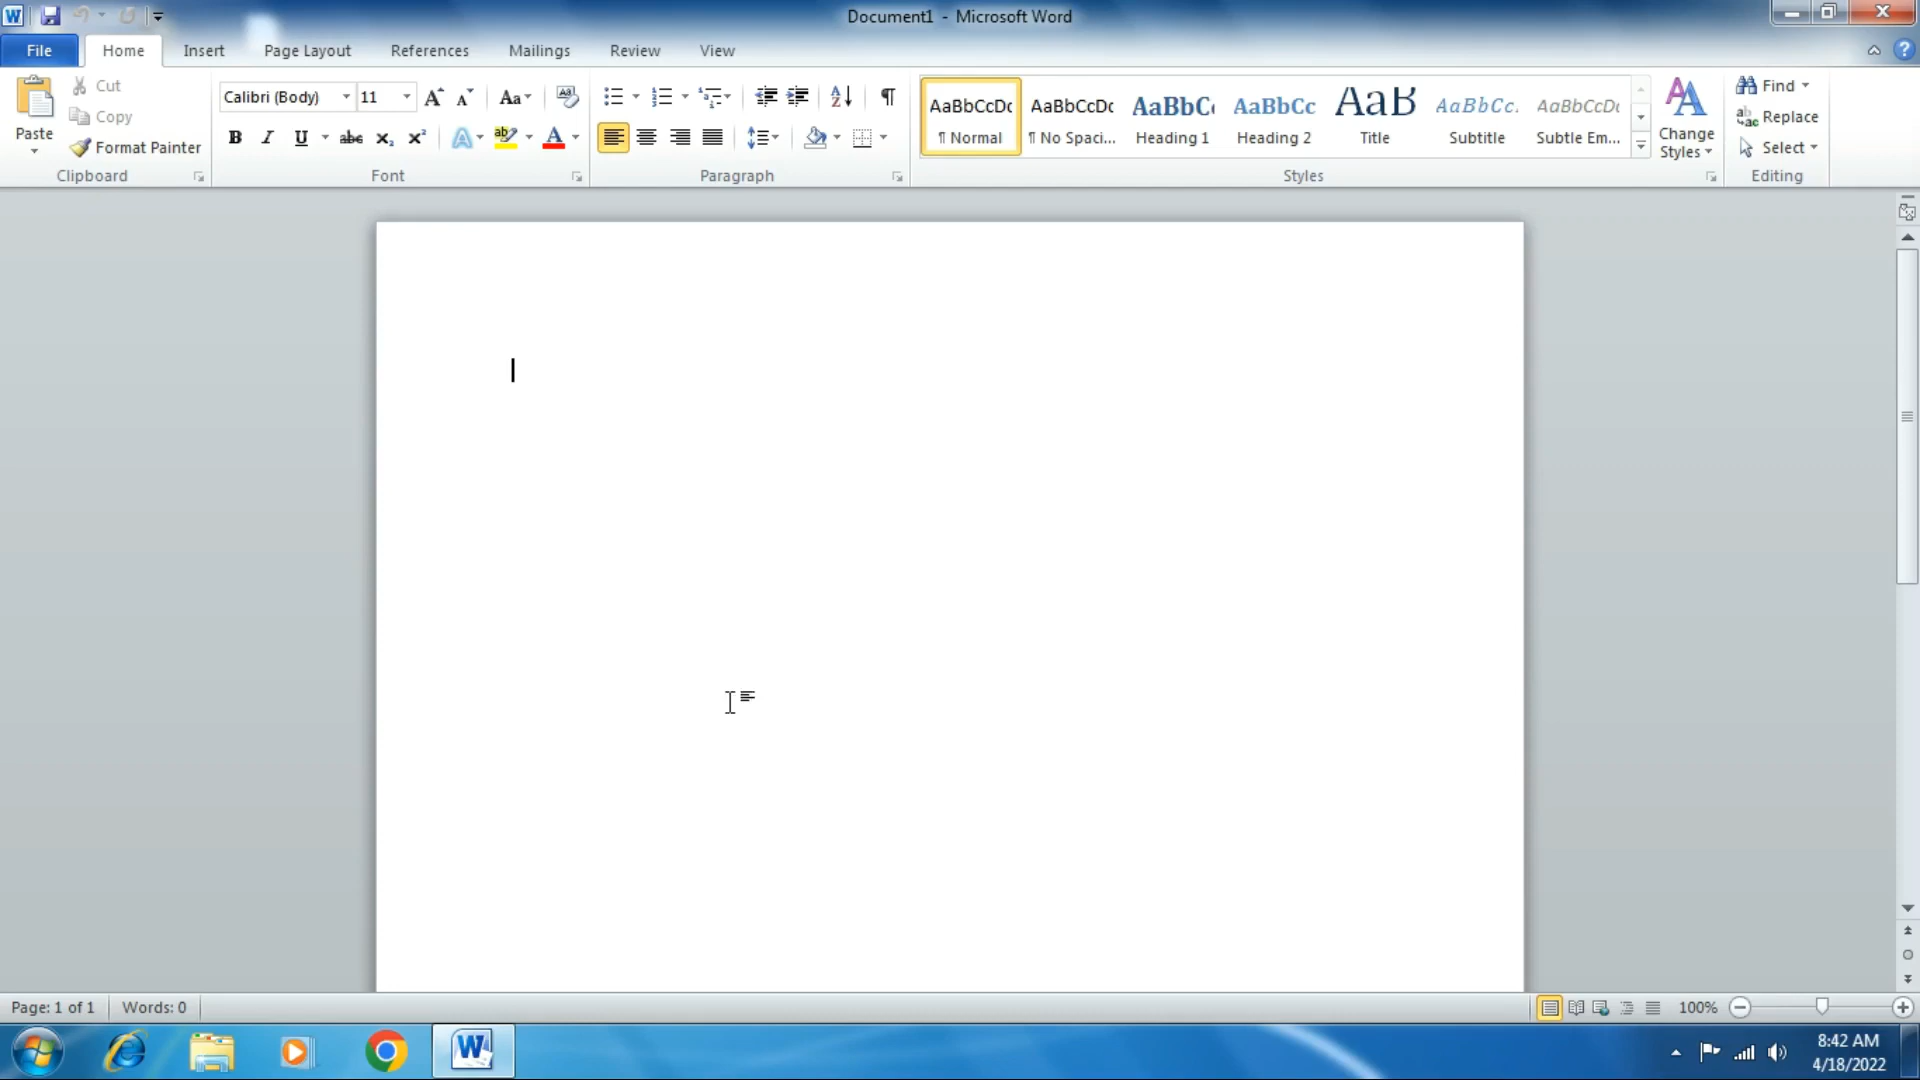 Document1 - Microsoft Word
File Home Insert Page Layout References Mailings Review View
Cut
Copy
Paste
Format Painter
Clipboard
Calibri (Body) 11
Font
Paragraph
AaBbCcDc AaBbCcDc AaBbC AaBbCc AaB AaBbCc. AaBbCcDc
¶ Normal ¶ No Spaci... Heading 1 Heading 2 Title Subtitle Subtle Em...
Change
Styles
Styles
Find
Replace
Select
Editing
Page: 1 of 1 Words: 0 100%
8:42 AM
4/18/2022